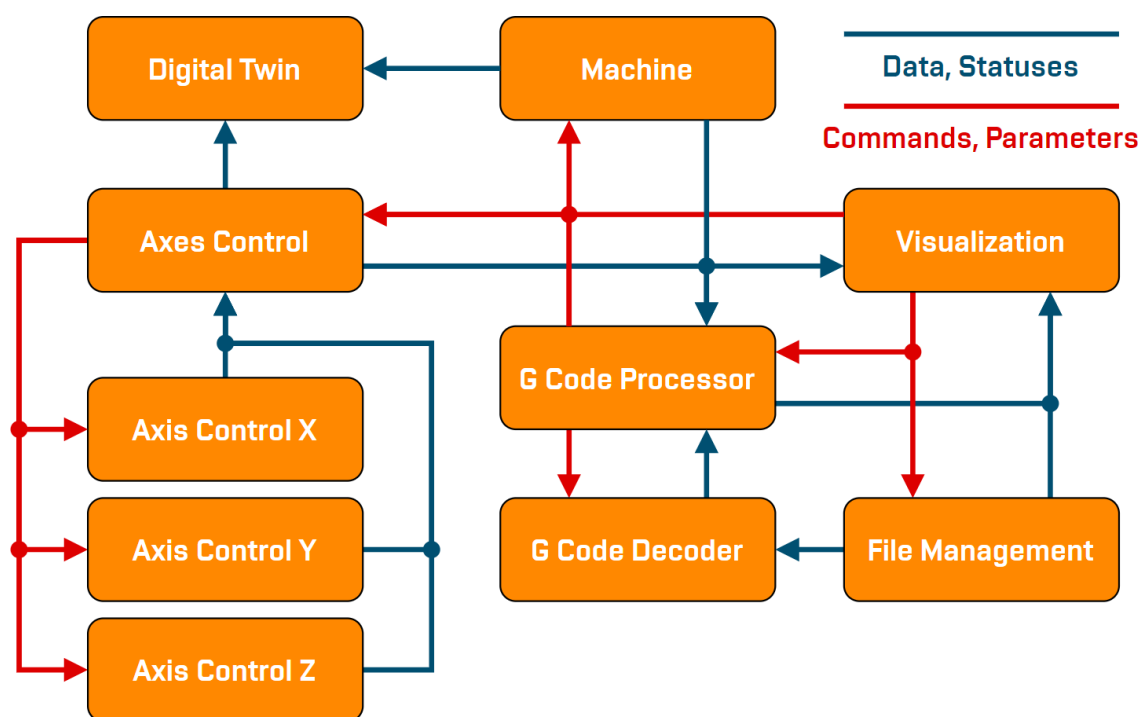 Digital Twin
Machine
Data, Statuses
Commands, Parameters
Axes Control
Visualization
G Code Processor
Axis Control X
Axis Control Y
G Code Decoder
File Management
Axis Control Z